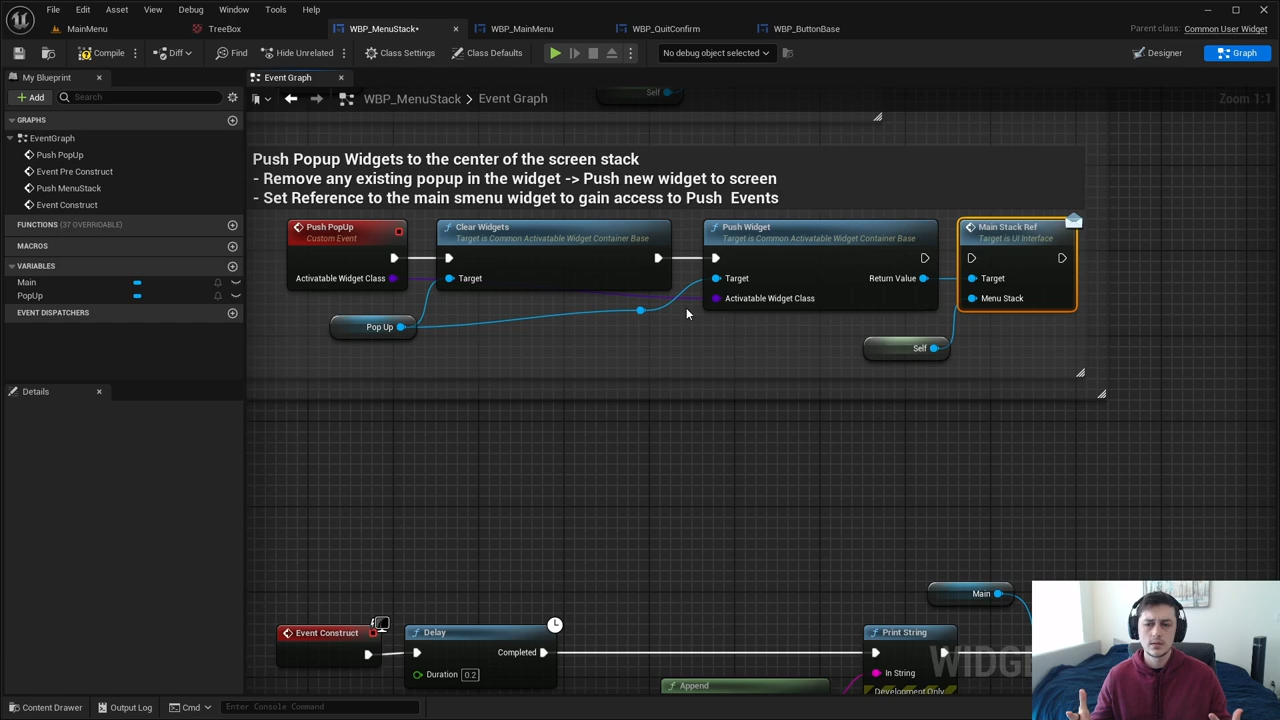 File Edit Asset View Debug Window Tools Help
MainMenu TreeBox WBP_MenuStack* WBP_MainMenu WBP_QuitConfirm WBP_ButtonBase Parent class: Common User Widget
Compile Diff Find Hide Unrelated Class Settings Class Defaults No debug object selected Designer Graph
My Blueprint Event Graph
Add Search WBP_MenuStack > Event Graph Self Zoom 1:1
GRAPHS
EventGraph
Push PopUp
Event Pre Construct
Push MenuStack
Event Construct
FUNCTIONS (37 OVERRIDABLE)
MACROS
VARIABLES
Main
PopUp
EVENT DISPATCHERS
Details
Push Popup Widgets to the center of the screen stack
- Remove any existing popup in the widget -> Push new widget to screen
- Set Reference to the main smenu widget to gain access to Push Events
Push PopUp
Custom Event
Activatable Widget Class
Clear Widgets
Target is Common Activatable Widget Container Base
Target
Push Widget
Target is Common Activatable Widget Container Base
Target Return Value
Activatable Widget Class
Main Stack Ref
Target is UI Interface
Target
Menu Stack
Pop Up
Self
Main
Event Construct
Delay
Completed
Duration 0.2
Append
Print String
In String
Development Only
WIDG
Content Drawer Output Log Cmd Enter Console Command